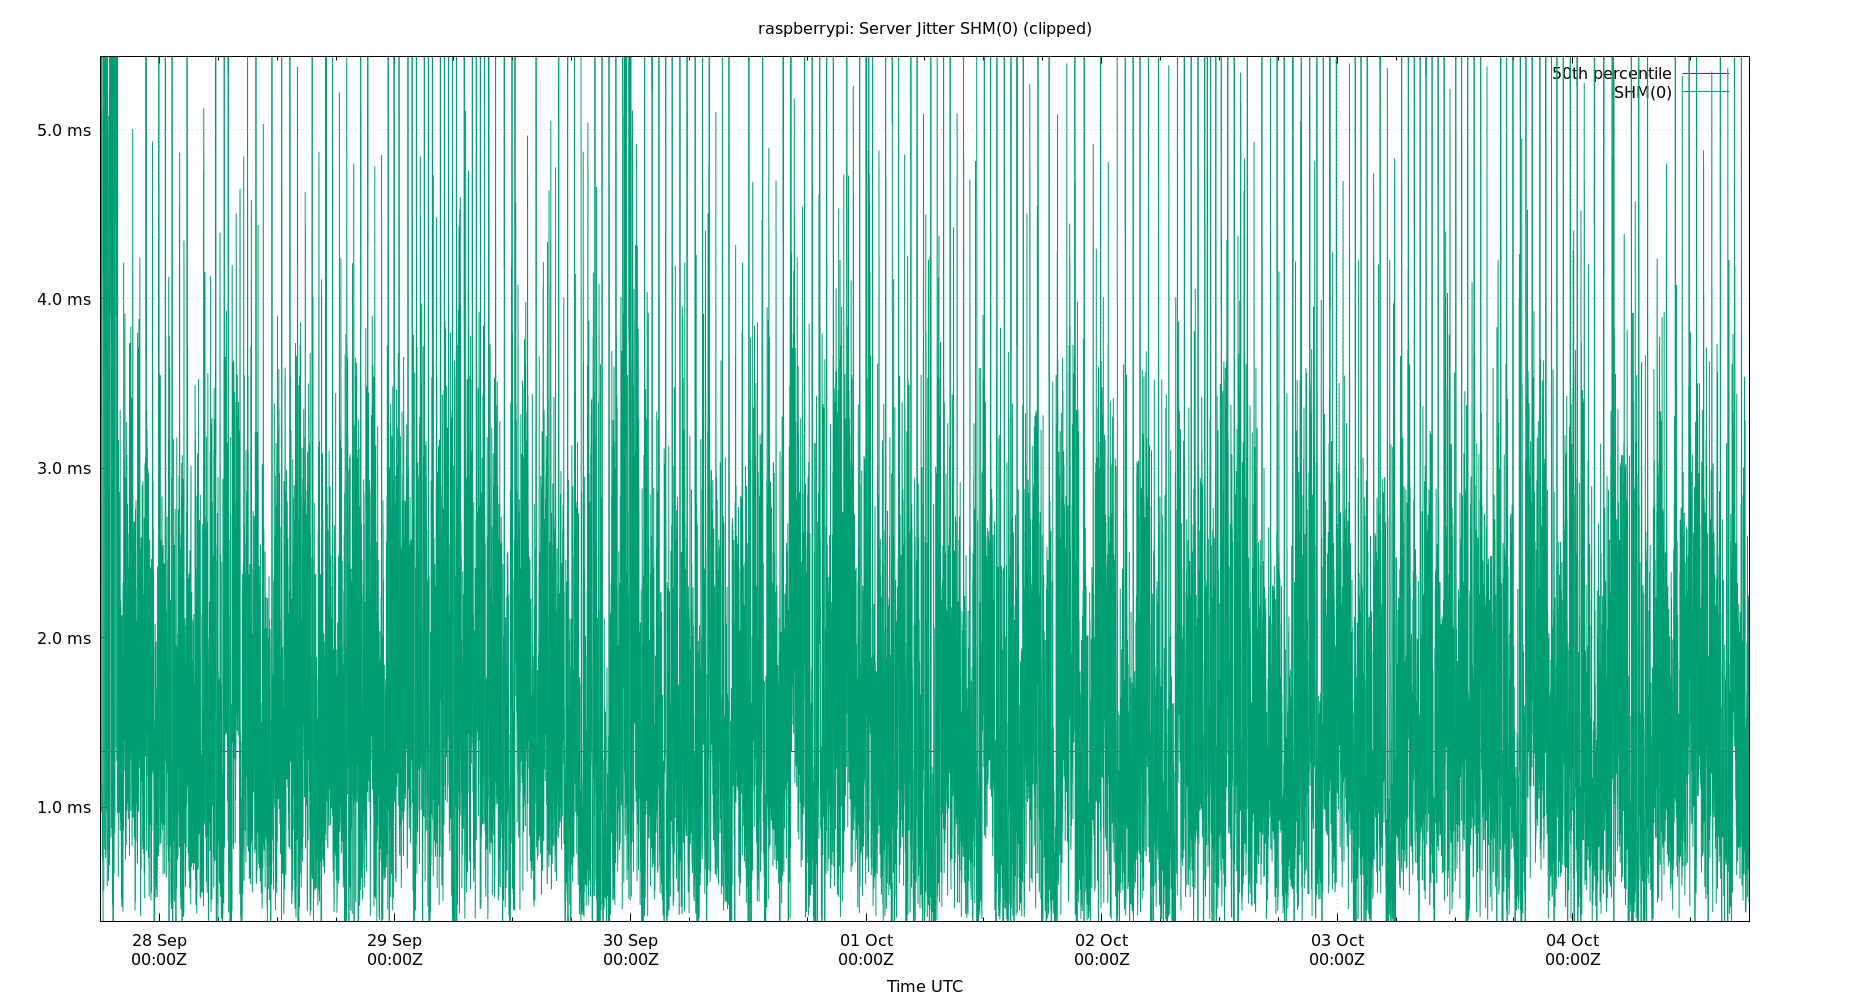 raspberrypi: Server Jitter SHM(0) (clipped)
50th percentile
SHM(0)
5.0 ms
4.0 ms
3.0 ms
2.0 ms
1.0 ms
28 Sep 29 Sep 30 Sep 01 Oct 02 Oct 03 Oct 04 Oct
00:00Z 00:00Z 00:00Z 00:00Z 00:00Z 00:00Z 00:00Z
Time UTC